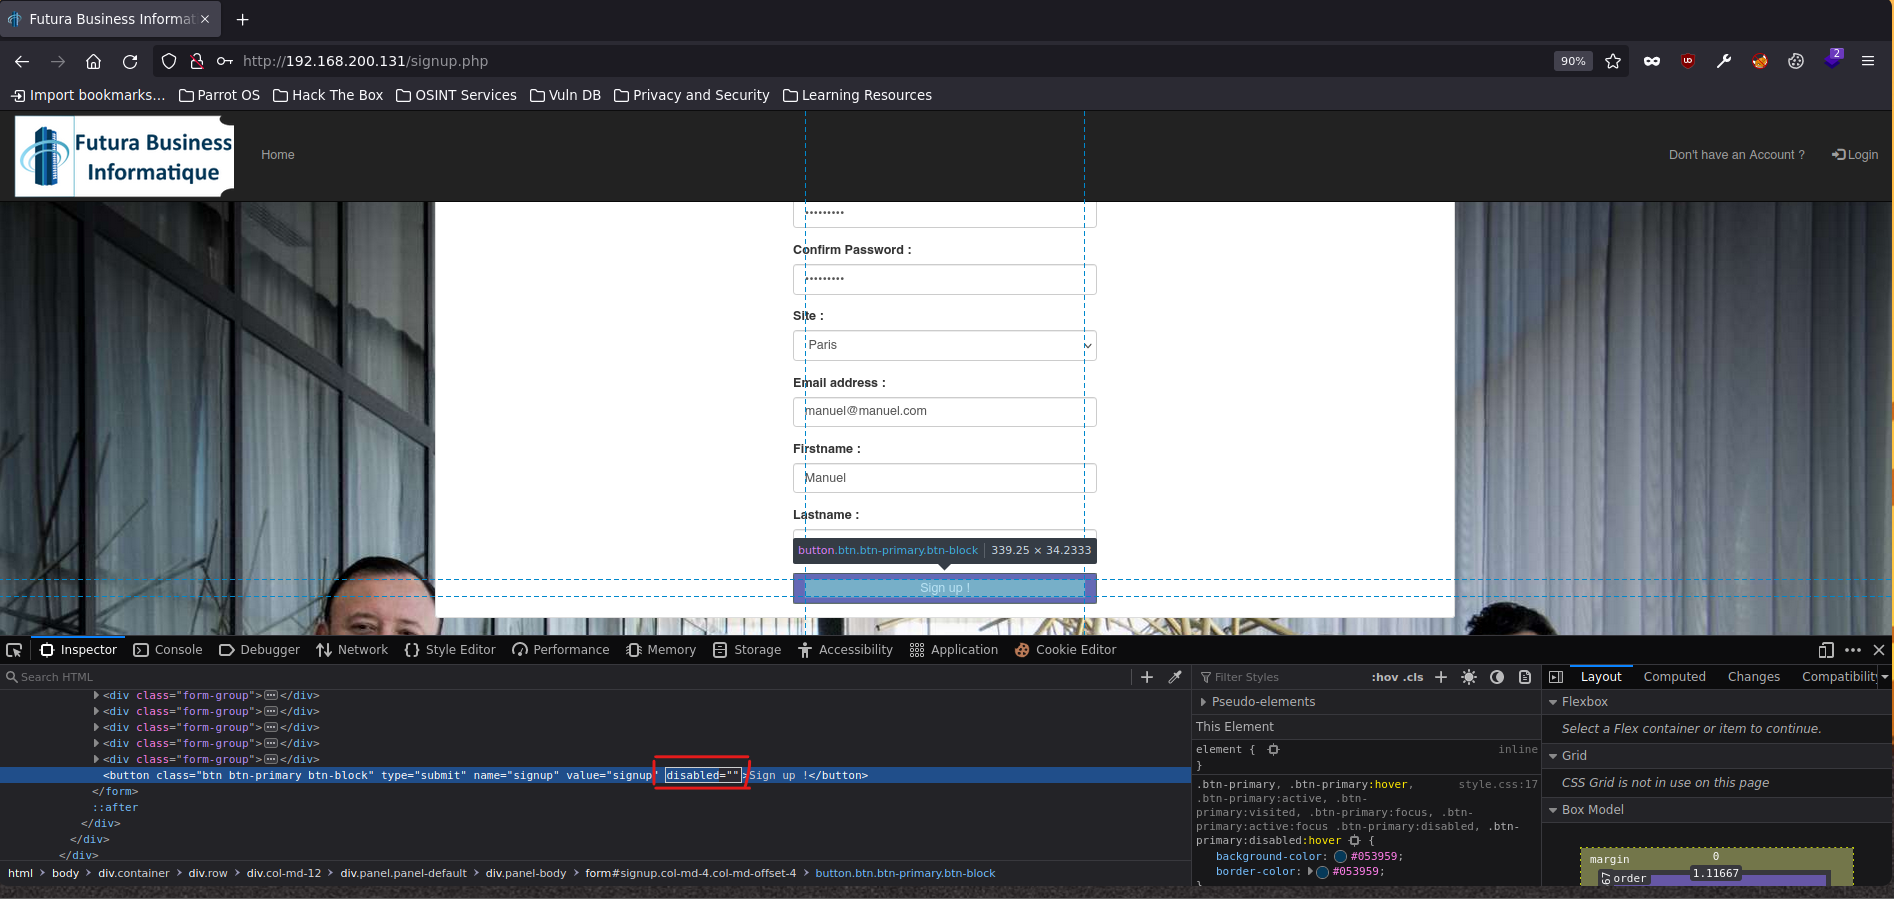 Futura Business Informat
http://192.168.200.131/signup.php
90%
2
Import bookmarks... Parrot OS Hack The Box OSINT Services Vuln DB Privacy and Security Learning Resources
Futura Business
Informatique
Home
Don't have an Account ?
Login
•••••••••
Confirm Password :
•••••••••
Site :
Paris
Email address :
manuel@manuel.com
Firstname :
Manuel
Lastname :
button.btn.btn-primary.btn-block 339.25 × 34.2333
Sign up !
Inspector Console Debugger Network Style Editor Performance Memory Storage Accessibility Application Cookie Editor
Search HTML
<div class="form-group"></div>
<div class="form-group"></div>
<div class="form-group"></div>
<div class="form-group"></div>
<div class="form-group"></div>
<button class="btn btn-primary btn-block" type="submit" name="signup" value="signup" disabled="">Sign up !</button>
</form>
::after
</div>
</div>
</div>
html > body > div.container > div.row > div.col-md-12 > div.panel.panel-default > div.panel-body > form#signup.col-md-4.col-md-offset-4 > button.btn.btn-primary.btn-block
Filter Styles
:hov .cls
Pseudo-elements
This Element
element { inline
}
.btn-primary, .btn-primary:hover, style.css:17
.btn-primary:active, .btn-
primary:visited, .btn-primary:focus, .btn-
primary:active:focus .btn-primary:disabled, .btn-
primary:disabled:hover {
background-color: #053959;
border-color: #053959;
}
Layout Computed Changes Compatibilit
Flexbox
Select a Flex container or item to continue.
Grid
CSS Grid is not in use on this page
Box Model
margin
0
order
1.11667
67